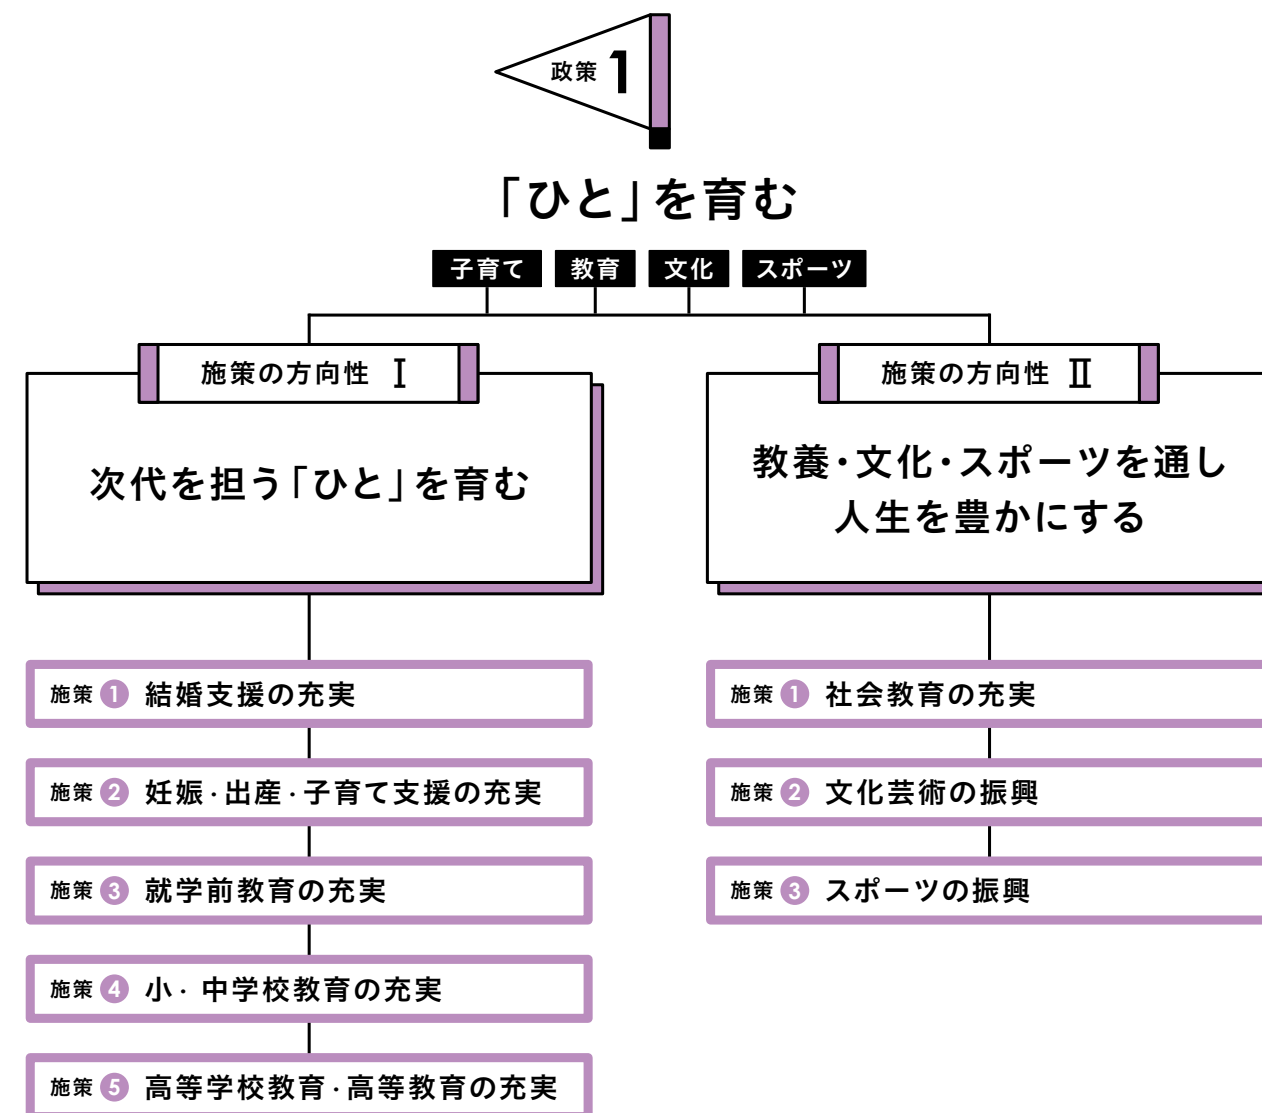 政策 1
「ひと」を育む
子育て 教育 文化 スポーツ
施策の方向性 Ⅰ
次代を担う「ひと」を育む
施策 1 結婚支援の充実
施策 2 妊娠・出産・子育て支援の充実
施策 3 就学前教育の充実
施策 4 小・中学校教育の充実
施策 5 高等学校教育・高等教育の充実
施策の方向性 Ⅱ
教養・文化・スポーツを通し
人生を豊かにする
施策 1 社会教育の充実
施策 2 文化芸術の振興
施策 3 スポーツの振興